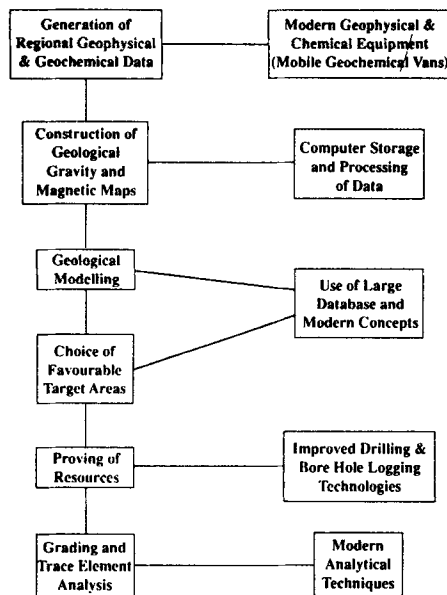 Generation of
Regional Geophysical
& Geochemical Data
Modern Geophysical &
Chemical Equipment
(Mobile Geochemical Vans)
Construction of
Geological
Gravity and
Magnetic Maps
Computer Storage
and Processing
of Data
Geological
Modelling
Use of Large
Database and
Modern Concepts
Choice of
Favourable
Target Areas
Proving of
Resources
Improved Drilling &
Bore Hole Logging
Technologies
Grading and
Trace Element
Analysis
Modern
Analytical
Techniques